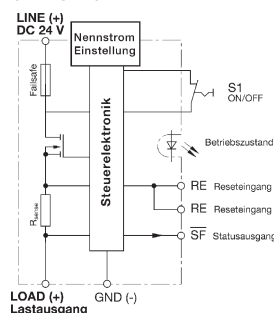 LINE (+)
DC 24 V
Nennstrom
Einstellung
Failsafe
Steuerelektronik
S1
ON/OFF
Betriebszustand
RE Reseteingang
RE Reseteingang
Rsense
SF Statusausgang
LOAD (+)
Lastausgang
GND (-)